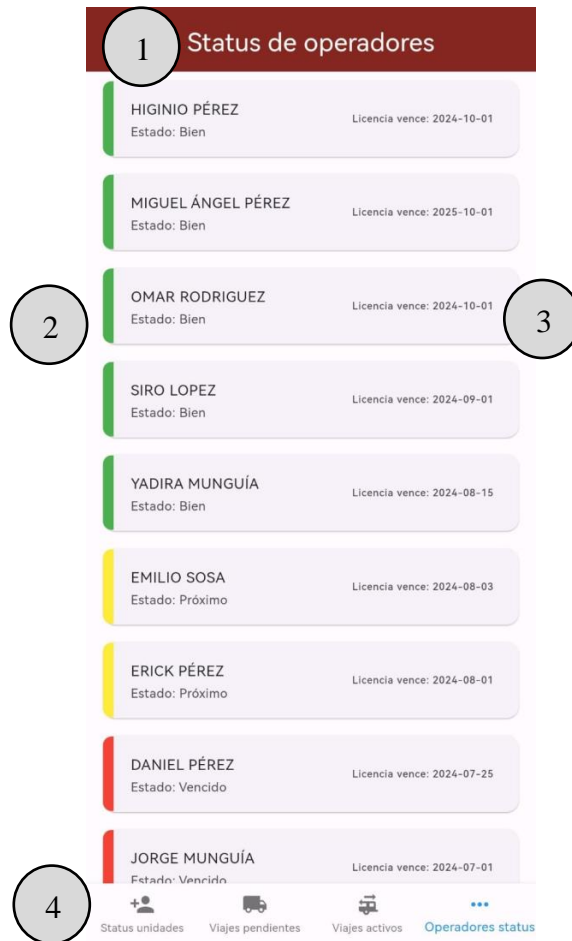 1
Status de operadores
HIGINIO PÉREZ
Estado: Bien
Licencia vence: 2024-10-01
MIGUEL ÁNGEL PÉREZ
Estado: Bien
Licencia vence: 2025-10-01
2
OMAR RODRIGUEZ
Estado: Bien
Licencia vence: 2024-10-01
3
SIRO LOPEZ
Estado: Bien
Licencia vence: 2024-09-01
YADIRA MUNGUÍA
Estado: Bien
Licencia vence: 2024-08-15
EMILIO SOSA
Estado: Próximo
Licencia vence: 2024-08-03
ERICK PÉREZ
Estado: Próximo
Licencia vence: 2024-08-01
DANIEL PÉREZ
Estado: Vencido
Licencia vence: 2024-07-25
JORGE MUNGUÍA
Estado: Vencido
Licencia vence: 2024-07-01
4
Status unidades
Viajes pendientes
Viajes activos
Operadores status